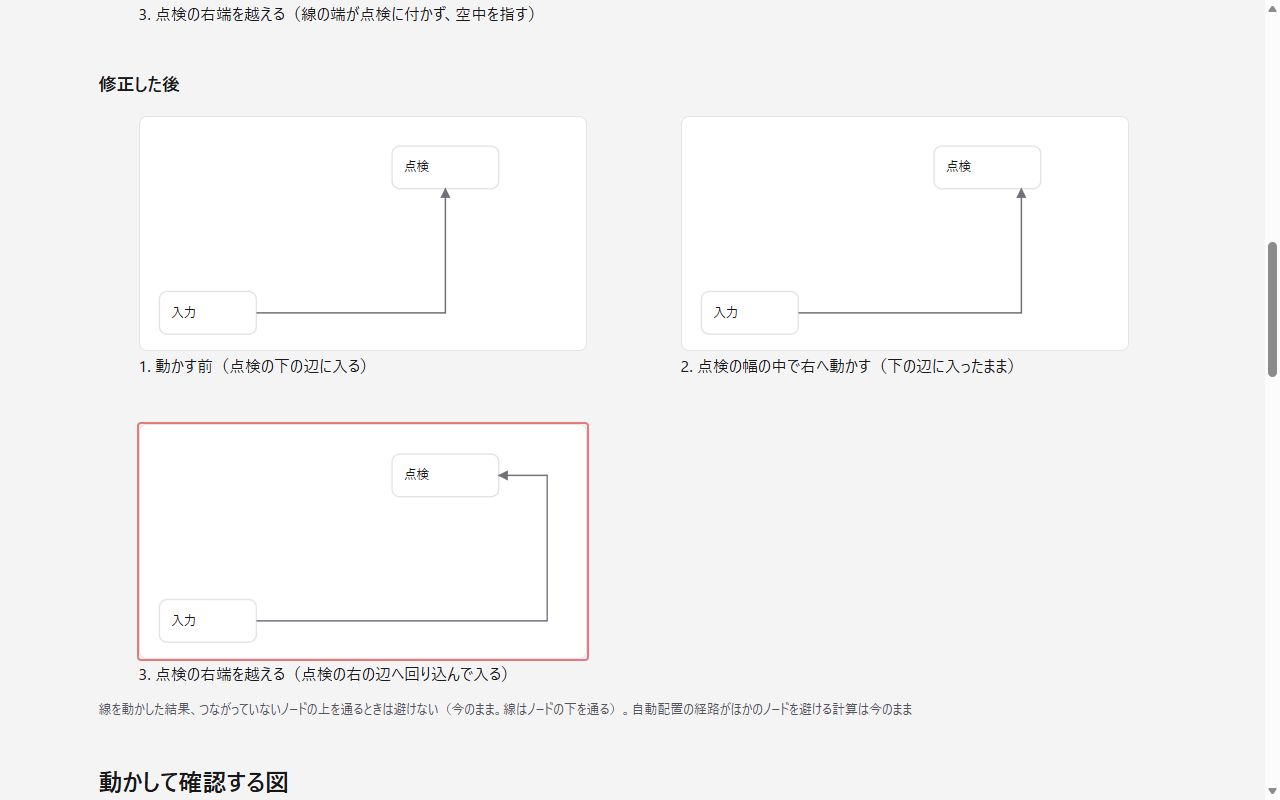 3. 点検の右端を越える（線の端が点検に付かず、空中を指す）
修正した後
点検
入力
1. 動かす前（点検の下の辺に入る）
点検
入力
2. 点検の幅の中で右へ動かす（下の辺に入ったまま）
点検
入力
3. 点検の右端を越える（点検の右の辺へ回り込んで入る）
線を動かした結果、つながっていないノードの上を通るときは避けない（今のまま。線はノードの下を通る）。自動配置の経路がほかのノードを避ける計算は今のまま
動かして確認する図